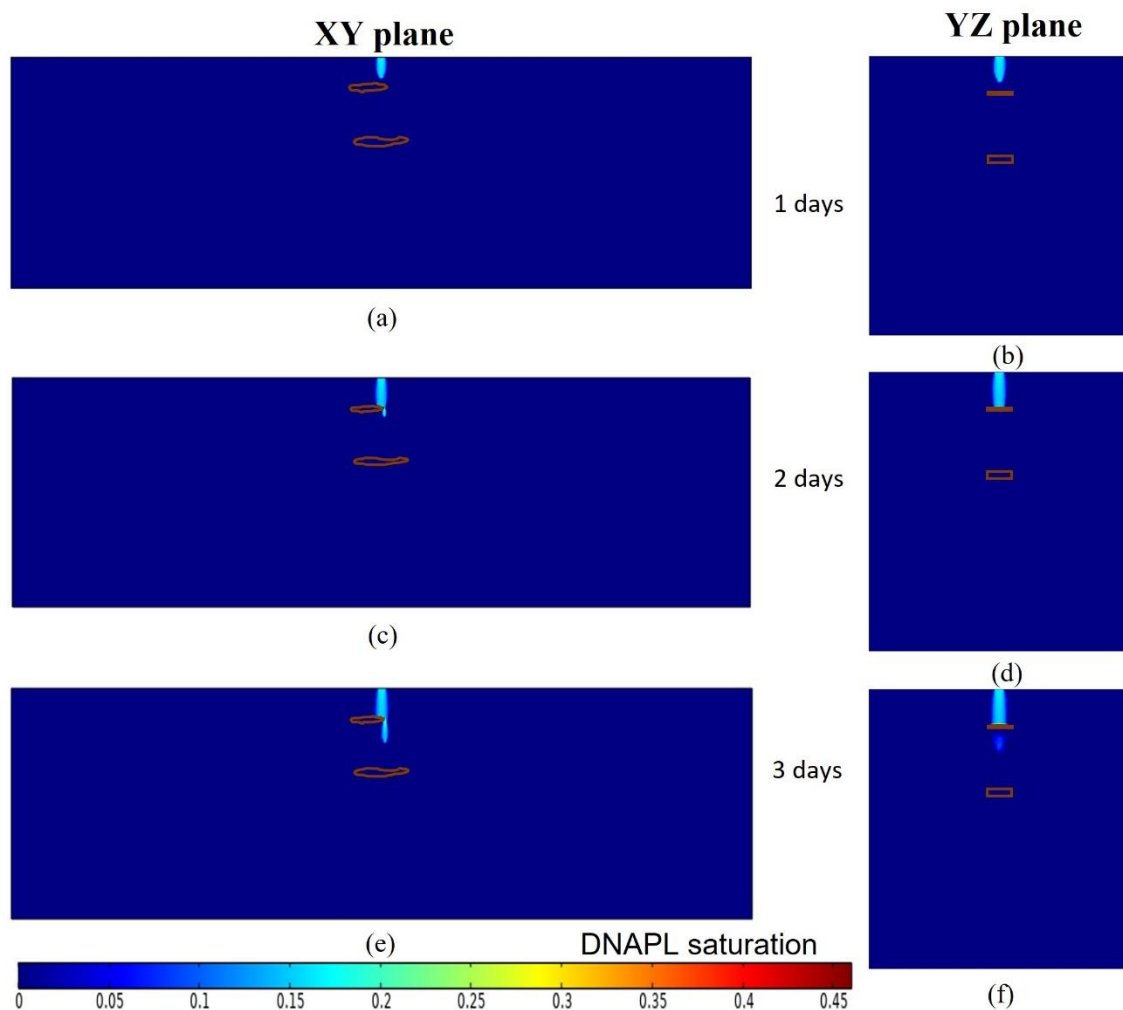 XY plane
YZ plane
1 days
(a)
(b)
2 days
(c)
(d)
3 days
(e)
DNAPL saturation
0 0.05 0.1 0.15 0.2 0.25 0.3 0.35 0.4 0.45
(f)